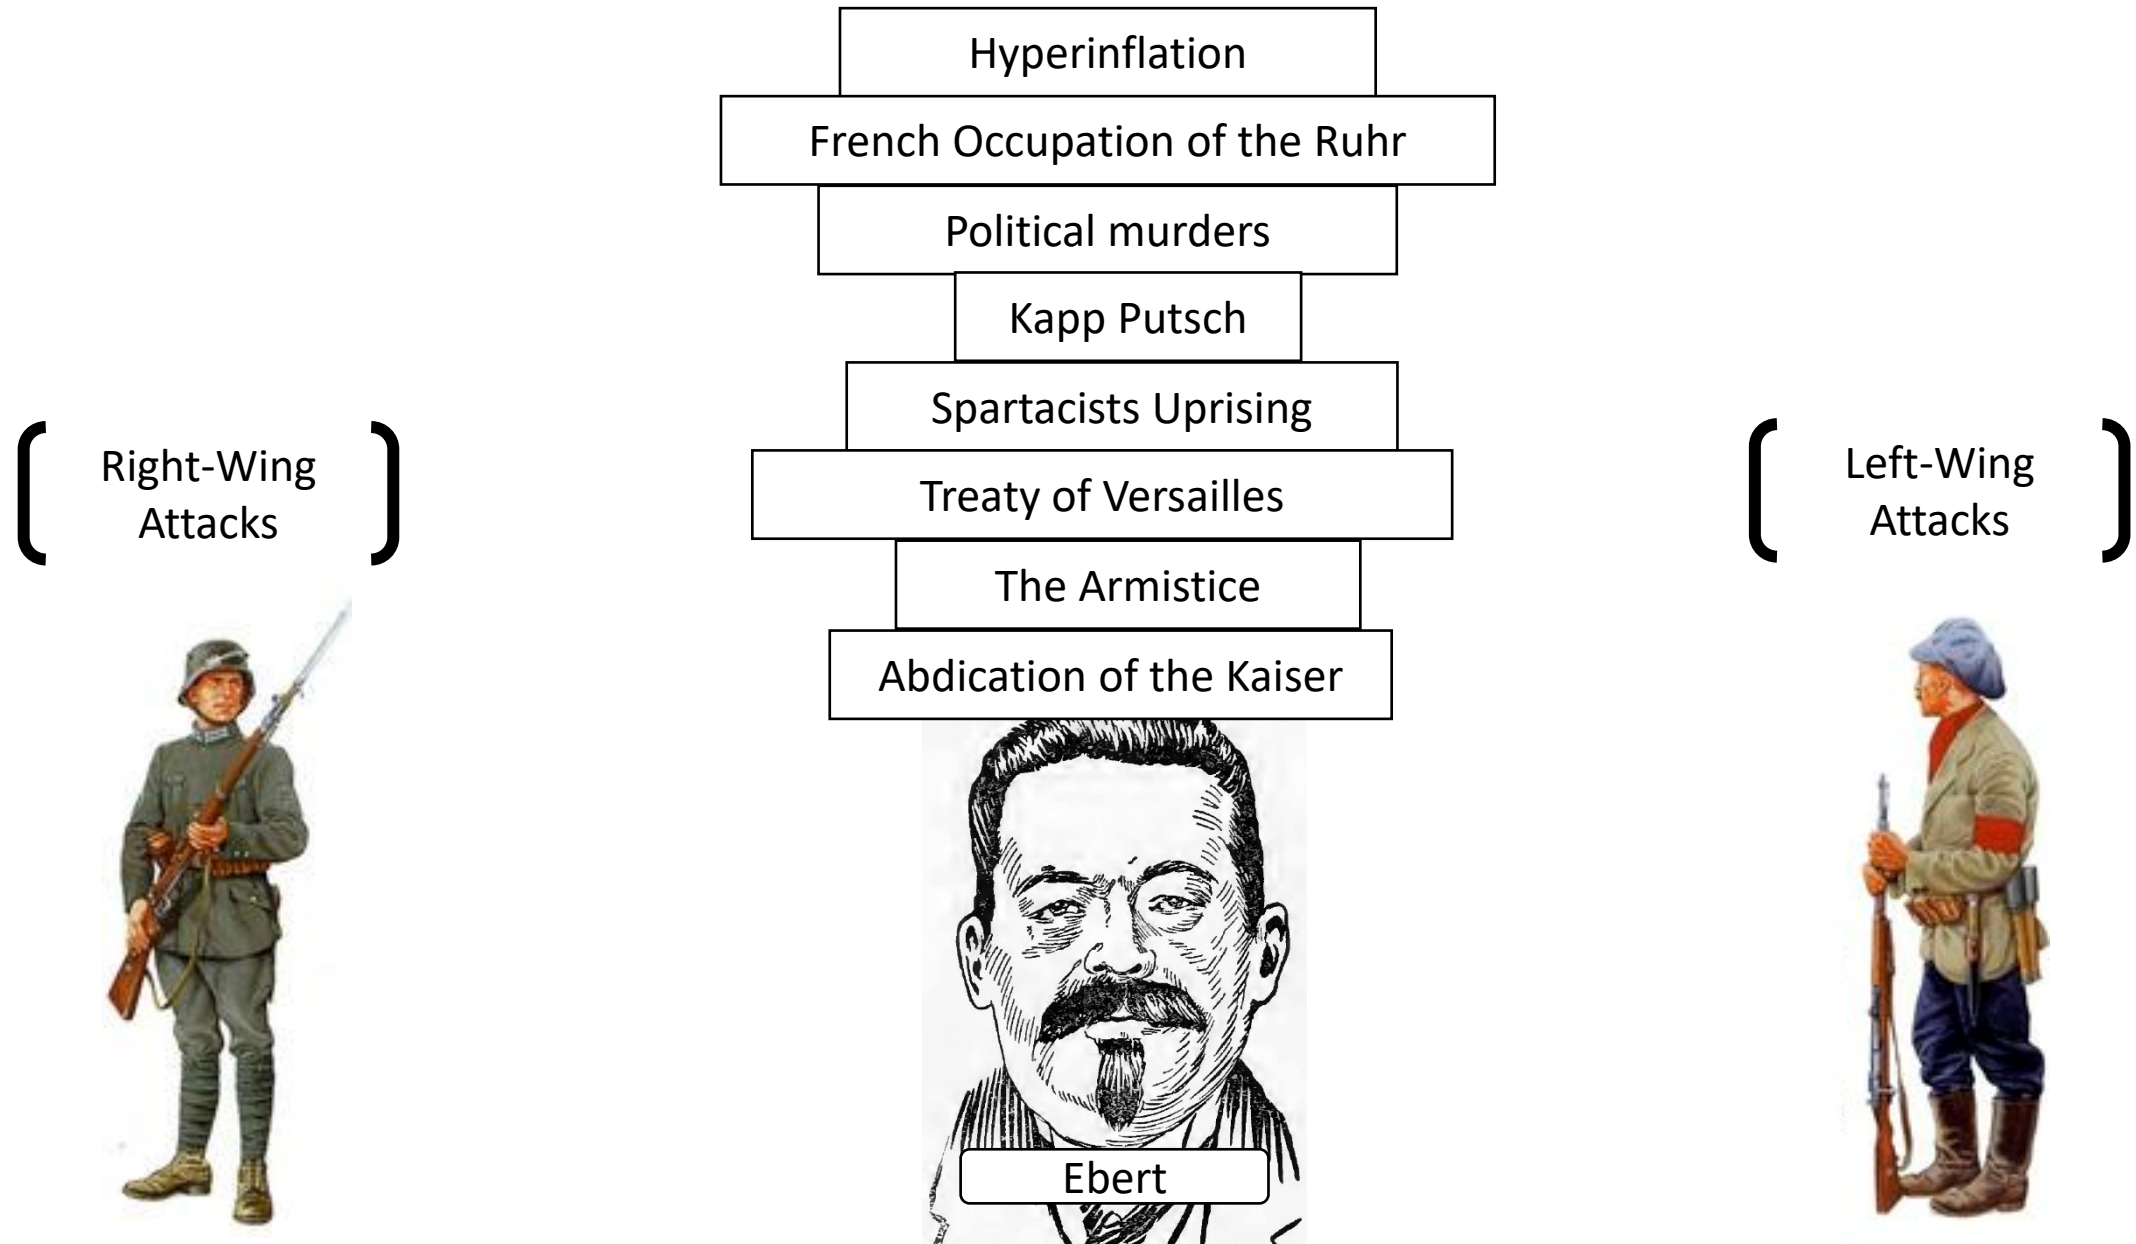 Hyperinflation
French Occupation of the Ruhr
Political murders
Kapp Putsch
Spartacists Uprising
Treaty of Versailles
The Armistice
Abdication of the Kaiser
Right-Wing
Attacks
Left-Wing
Attacks
Ebert